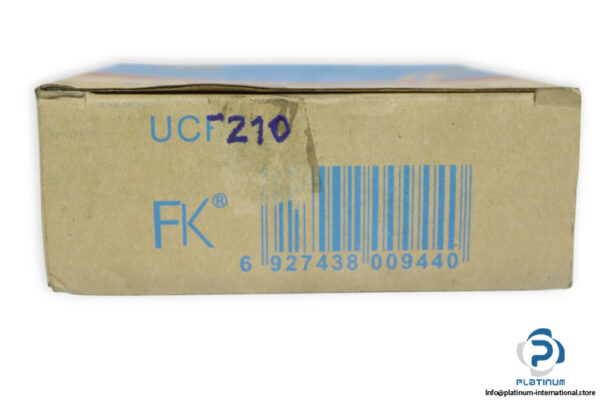 UCF210
FK®
6 927438 009440
PLATINUM
Info@platinum-international.store